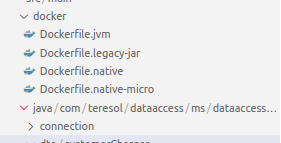 src/main
docker
Dockerfile.jvm
Dockerfile.legacy-jar
Dockerfile.native
Dockerfile.native-micro
java/com/teresol/dataaccess/ms/dataaccess...
connection